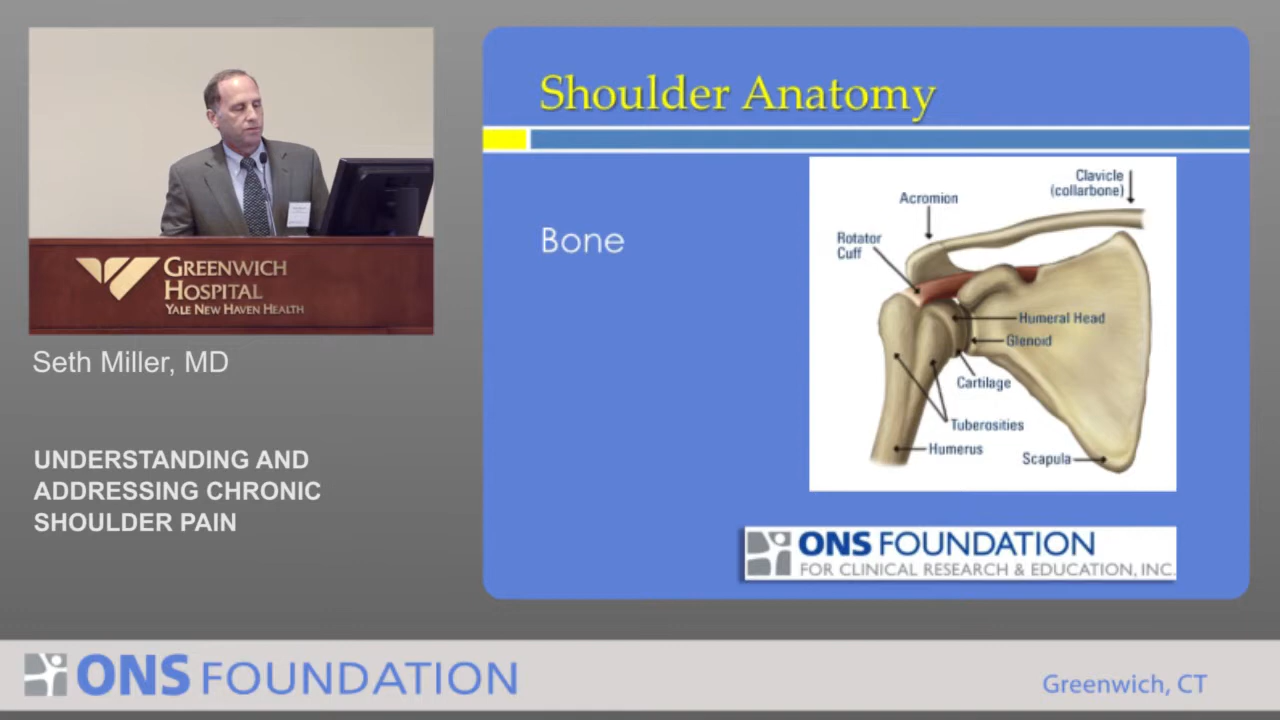 GREENWICH
HOSPITAL
YALE NEW HAVEN HEALTH
Seth Miller, MD
UNDERSTANDING AND
ADDRESSING CHRONIC
SHOULDER PAIN
Shoulder Anatomy
Bone
Clavicle
(collarbone)
Acromion
Rotator
Cuff
Humeral Head
Glenoid
Cartilage
Tuberosities
Humerus
Scapula
ONS FOUNDATION
FOR CLINICAL RESEARCH & EDUCATION, INC.
ONS FOUNDATION
Greenwich, CT